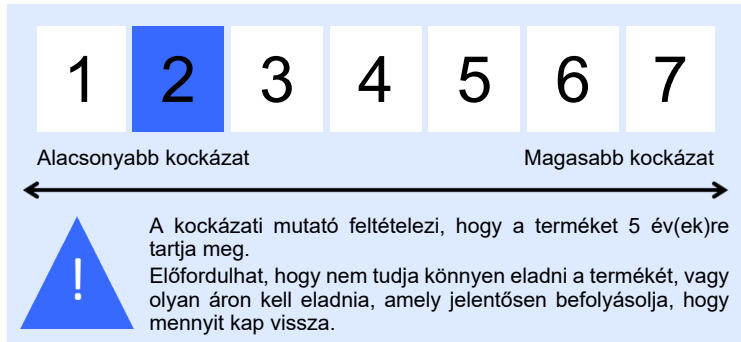 1 2 3 4 5 6 7
Alacsonyabb kockázat Magasabb kockázat
A kockázati mutató feltételezi, hogy a terméket 5 év(ek)re
tartja meg.
!
Előfordulhat, hogy nem tudja könnyen eladni a termékét, vagy
olyan áron kell eladnia, amely jelentősen befolyásolja, hogy
mennyit kap vissza.